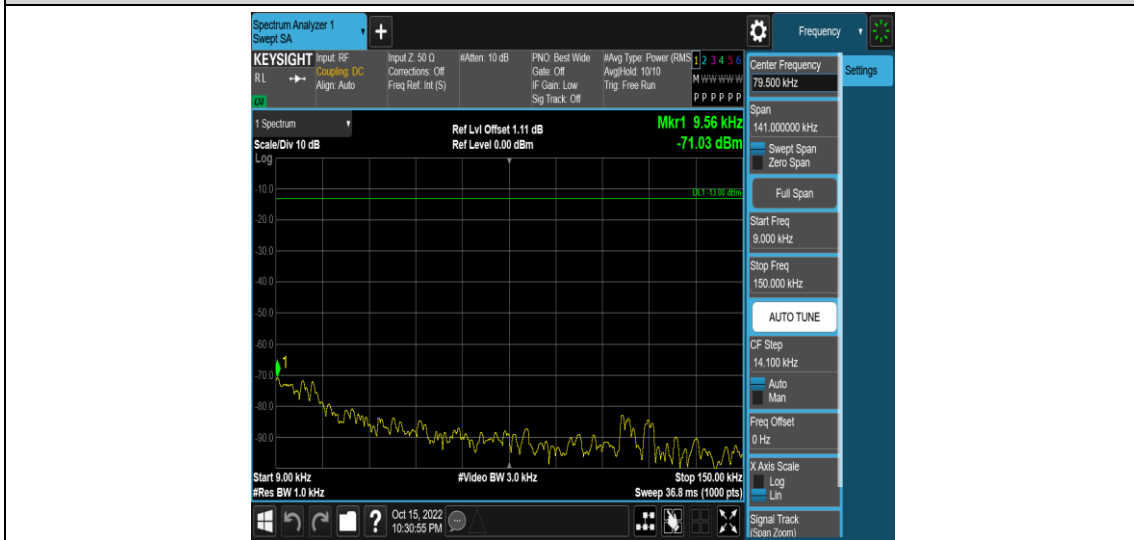 Spectrum Analyzer 1
Swept SA
+
Frequency
KEYSIGHT
RL
Input: RF
Coupling: DC
Align: Auto
Input Z: 50 Ω
Corrections: Off
Freq Ref: Int (S)
#Atten: 10 dB
PNO: Best Wide
Gate: Off
IF Gain: Low
Sig Track: Off
#Avg Type: Power (RMS
Avg|Hold: 10/10
Trig: Free Run
1 2 3 4 5 6
M W W W W W
P P P P P P
1 Spectrum
Scale/Div 10 dB
Log
Ref Lvl Offset 1.11 dB
Ref Level 0.00 dBm
Mkr1 9.56 kHz
-71.03 dBm
DL1 -13.00 dBm
-10.0
-20.0
-30.0
-40.0
-50.0
-60.0
-70.0
-80.0
-90.0
1
Start 9.00 kHz
#Res BW 1.0 kHz
#Video BW 3.0 kHz
Stop 150.00 kHz
Sweep 36.8 ms (1000 pts)
?
Oct 15, 2022
10:30:55 PM
Center Frequency
79.500 kHz
Settings
Span
141.000000 kHz
Swept Span
Zero Span
Full Span
Start Freq
9.000 kHz
Stop Freq
150.000 kHz
AUTO TUNE
CF Step
14.100 kHz
Auto
Man
Freq Offset
0 Hz
X Axis Scale
Log
Lin
Signal Track
(Span Zoom)